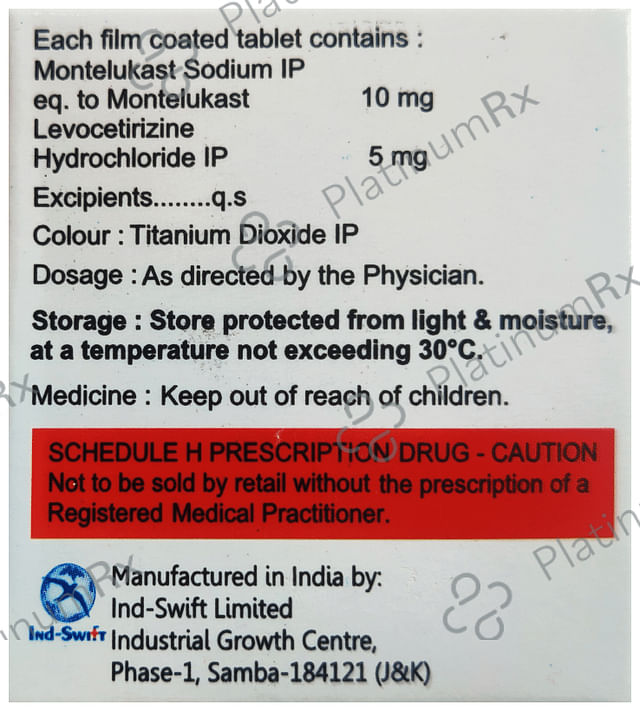 Each film coated tablet contains :
Montelukast Sodium IP
eq. to Montelukast 10 mg
Levocetirizine
Hydrochloride IP 5 mg
Excipients........q.s
Colour : Titanium Dioxide IP
Dosage : As directed by the Physician.
Storage : Store protected from light & moisture,
at a temperature not exceeding 30°C.
Medicine : Keep out of reach of children.
SCHEDULE H PRESCRIPTION DRUG - CAUTION
Not to be sold by retail without the prescription of a
Registered Medical Practitioner.
Manufactured in India by:
Ind-Swift Limited
IND-SWIFT Industrial Growth Centre,
Phase-1, Samba-184121 (J&K)
PlatinumRx
PlatinumRx
PlatinumRx